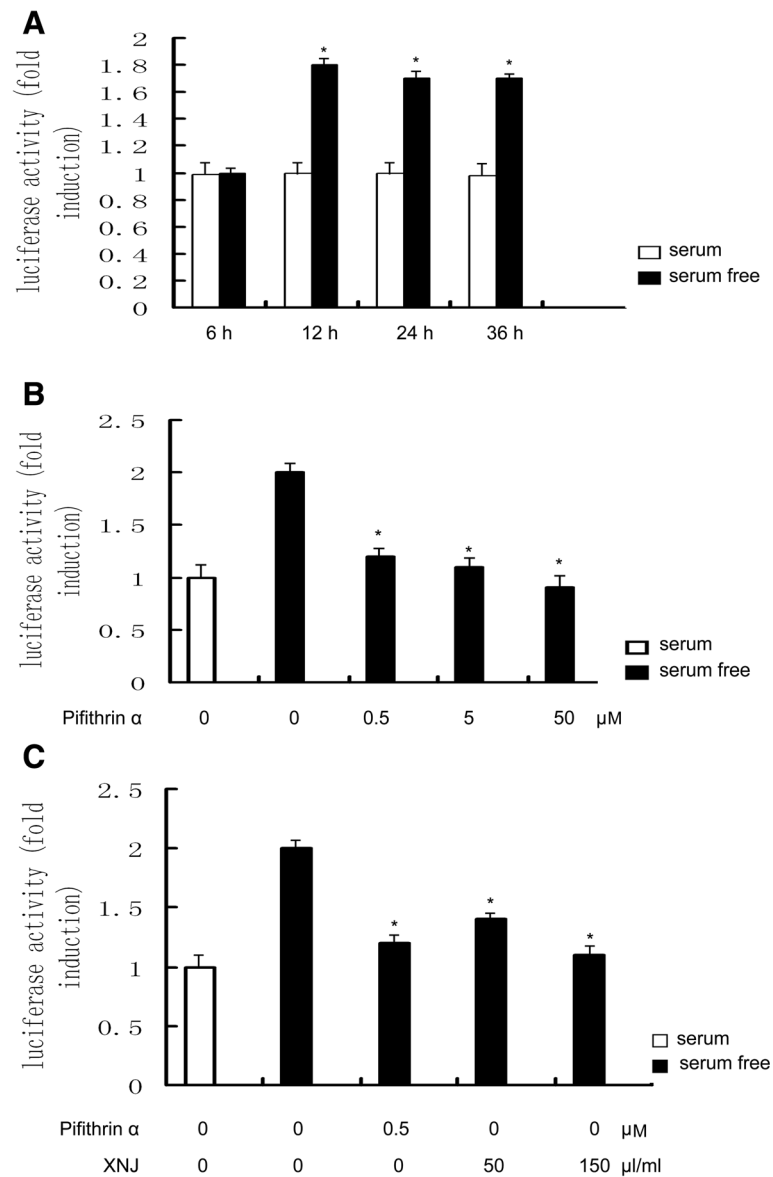 A
luciferase activity (fold
induction)
2
1.8
1.6
1.4
1.2
1
0.8
0.6
0.4
0.2
0
* * *
6 h 12 h 24 h 36 h
serum
serum free
B
luciferase activity (fold
induction)
2.5
2
1.5
1
0.5
0
* * *
serum
serum free
Pifithrin α 0 0 0.5 5 50 µM
C
luciferase activity (fold
induction)
2.5
2
1.5
1
0.5
0
* * *
serum
serum free
Pifithrin α 0 0 0.5 0 0 µM
XNJ 0 0 0 50 150 µl/ml